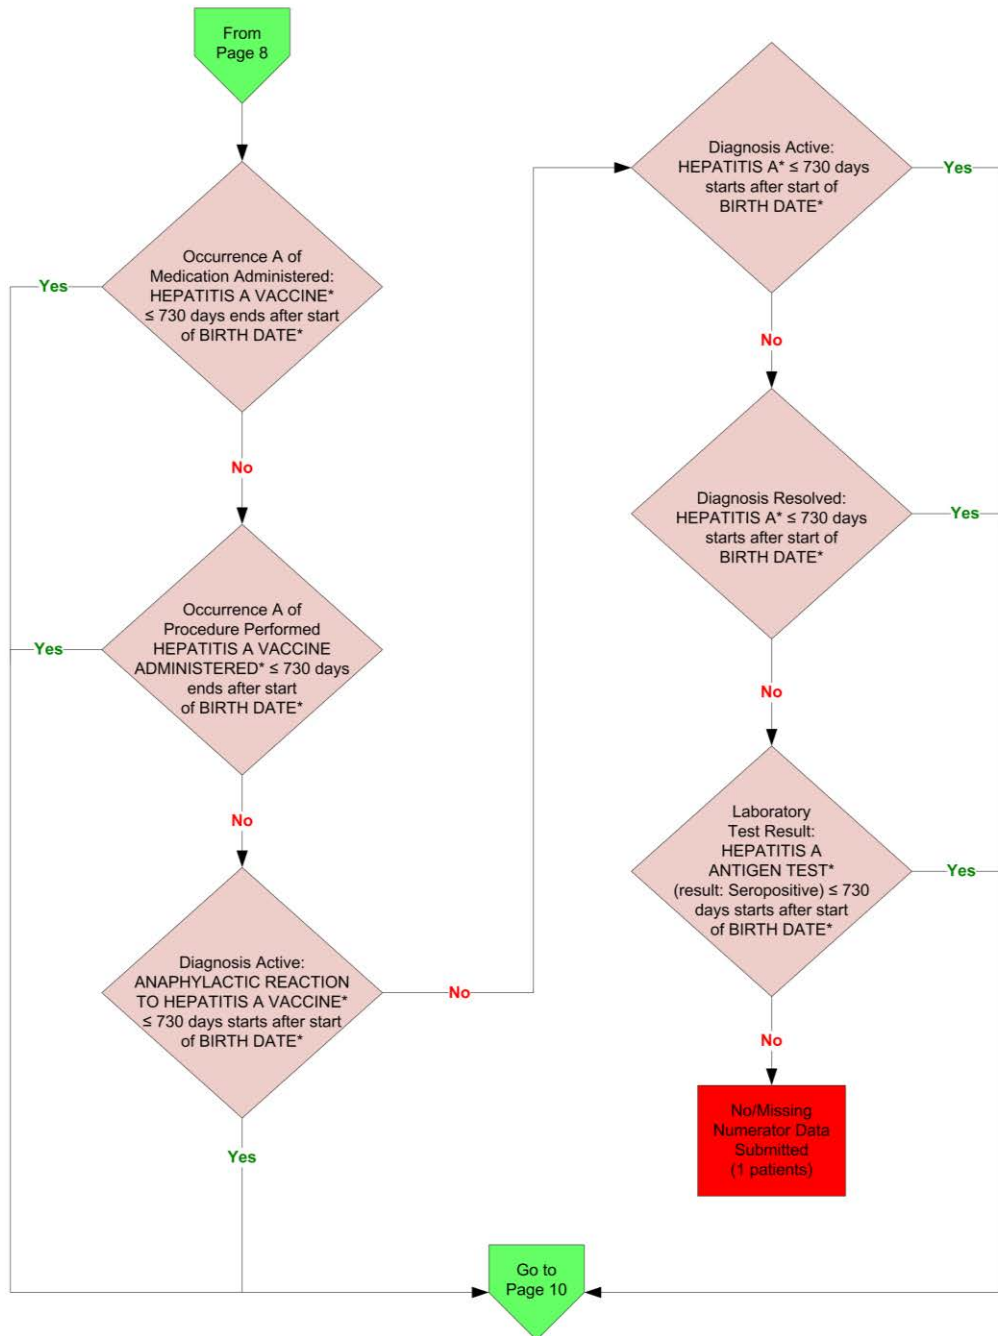 From
Page 8
Occurrence A of
Medication Administered:
HEPATITIS A VACCINE*
≤ 730 days ends after start
of BIRTH DATE*
Yes
No
Occurrence A of
Procedure Performed
HEPATITIS A VACCINE
ADMINISTERED* ≤ 730 days
ends after start
of BIRTH DATE*
Yes
No
Diagnosis Active:
ANAPHYLACTIC REACTION
TO HEPATITIS A VACCINE*
≤ 730 days starts after start
of BIRTH DATE*
No
Yes
Diagnosis Active:
HEPATITIS A* ≤ 730 days
starts after start of
BIRTH DATE*
Yes
No
Diagnosis Resolved:
HEPATITIS A* ≤ 730 days
starts after start of
BIRTH DATE*
Yes
No
Laboratory
Test Result:
HEPATITIS A
ANTIGEN TEST*
(result: Seropositive) ≤ 730
days starts after start
of BIRTH DATE*
Yes
No
No/Missing
Numerator Data
Submitted
(1 patients)
Go to
Page 10